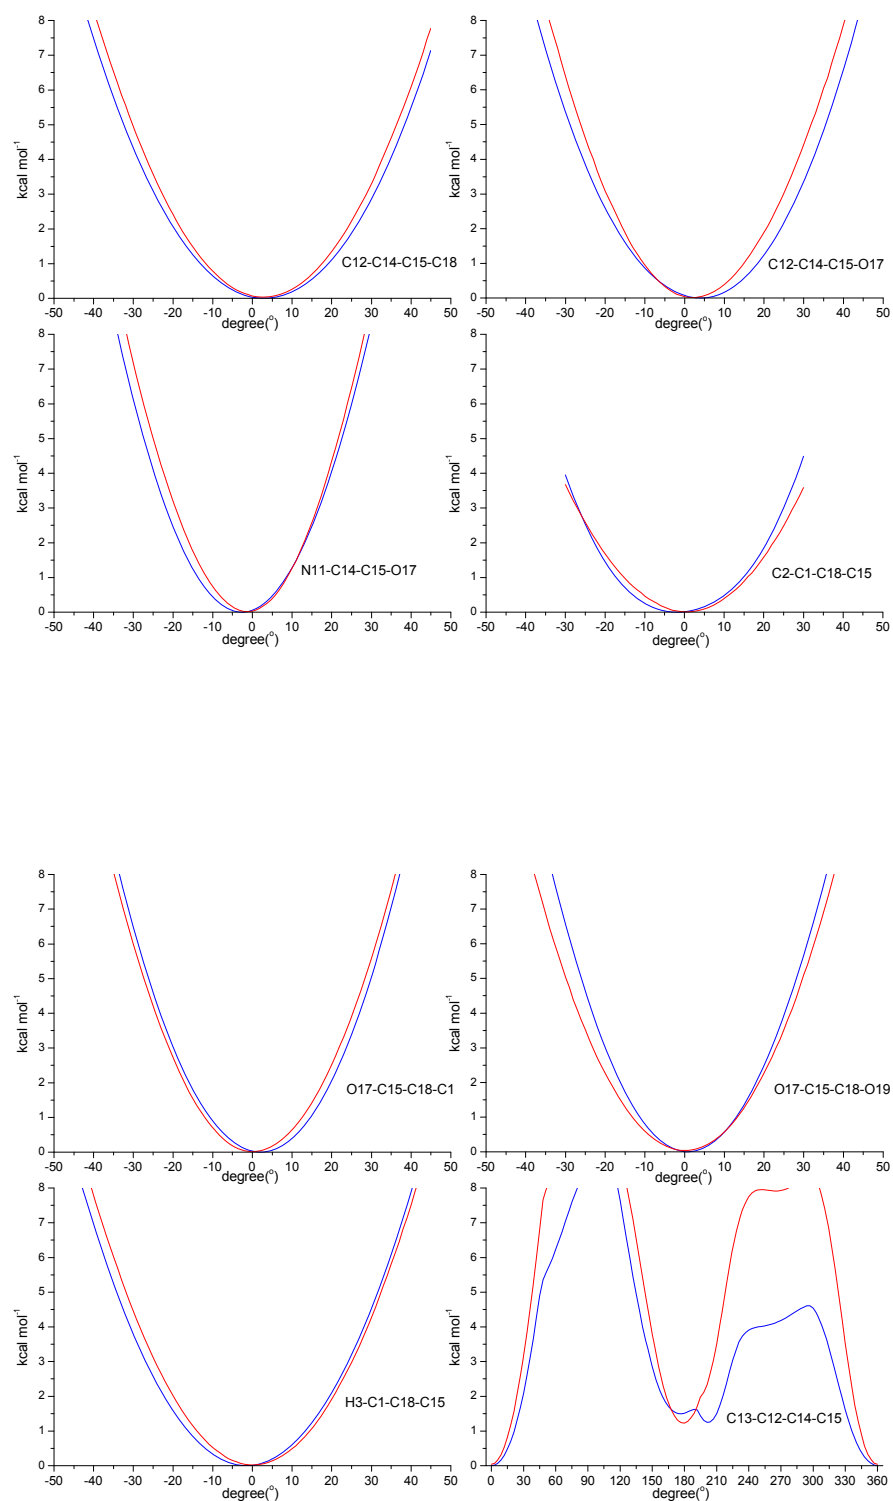 8
7
6
5
4
3
2
1
0
kcal mol-1
C12-C14-C15-C18
-50 -40 -30 -20 -10 0 10 20 30 40 50
degree(o)
8
7
6
5
4
3
2
1
0
kcal mol-1
C12-C14-C15-O17
-50 -40 -30 -20 -10 0 10 20 30 40 50
degree(o)
8
7
6
5
4
3
2
1
0
kcal mol-1
N11-C14-C15-O17
-50 -40 -30 -20 -10 0 10 20 30 40 50
degree(o)
8
7
6
5
4
3
2
1
0
kcal mol-1
C2-C1-C18-C15
-50 -40 -30 -20 -10 0 10 20 30 40 50
degree(o)
8
7
6
5
4
3
2
1
0
kcal mol-1
O17-C15-C18-C1
-50 -40 -30 -20 -10 0 10 20 30 40 50
degree(o)
8
7
6
5
4
3
2
1
0
kcal mol-1
O17-C15-C18-O19
-50 -40 -30 -20 -10 0 10 20 30 40 50
degree(o)
8
7
6
5
4
3
2
1
0
kcal mol-1
H3-C1-C18-C15
-50 -40 -30 -20 -10 0 10 20 30 40 50
degree(o)
8
7
6
5
4
3
2
1
0
kcal mol-1
C13-C12-C14-C15
0 30 60 90 120 150 180 210 240 270 300 330 360
degree(o)